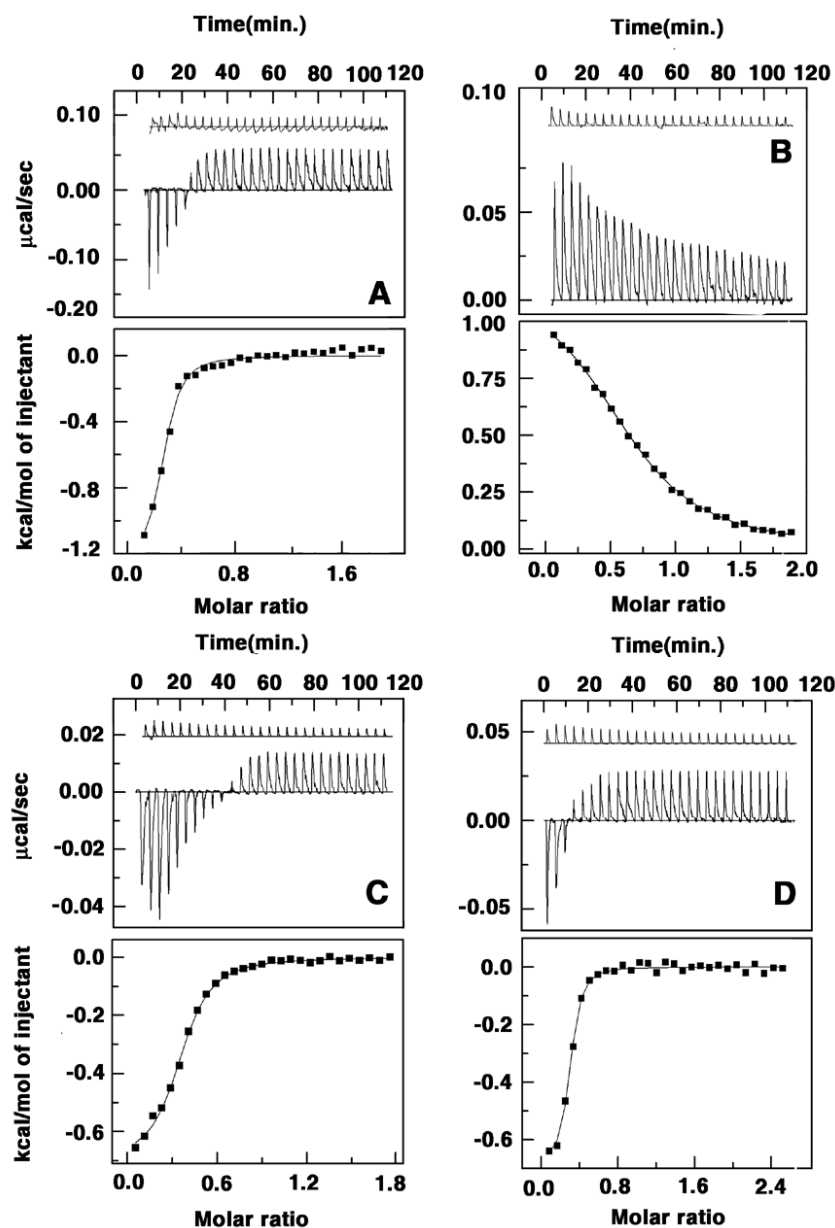 Time(min.)
0 20 40 60 80 100 120
0.10
0.00
-0.10
-0.20
µcal/sec
A
0.0
-0.4
-0.8
-1.2
kcal/mol of injectant
0.0 0.8 1.6
Molar ratio
Time(min.)
0 20 40 60 80 100 120
0.10
0.05
0.00
B
1.00
0.75
0.50
0.25
0.00
0.0 0.5 1.0 1.5 2.0
Molar ratio
Time(min.)
0 20 40 60 80 100 120
0.02
0.00
-0.02
-0.04
µcal/sec
C
0.0
-0.2
-0.4
-0.6
kcal/mol of injectant
0.0 0.6 1.2 1.8
Molar ratio
Time(min.)
0 20 40 60 80 100 120
0.05
0.00
-0.05
D
0.0
-0.2
-0.4
-0.6
0.0 0.8 1.6 2.4
Molar ratio